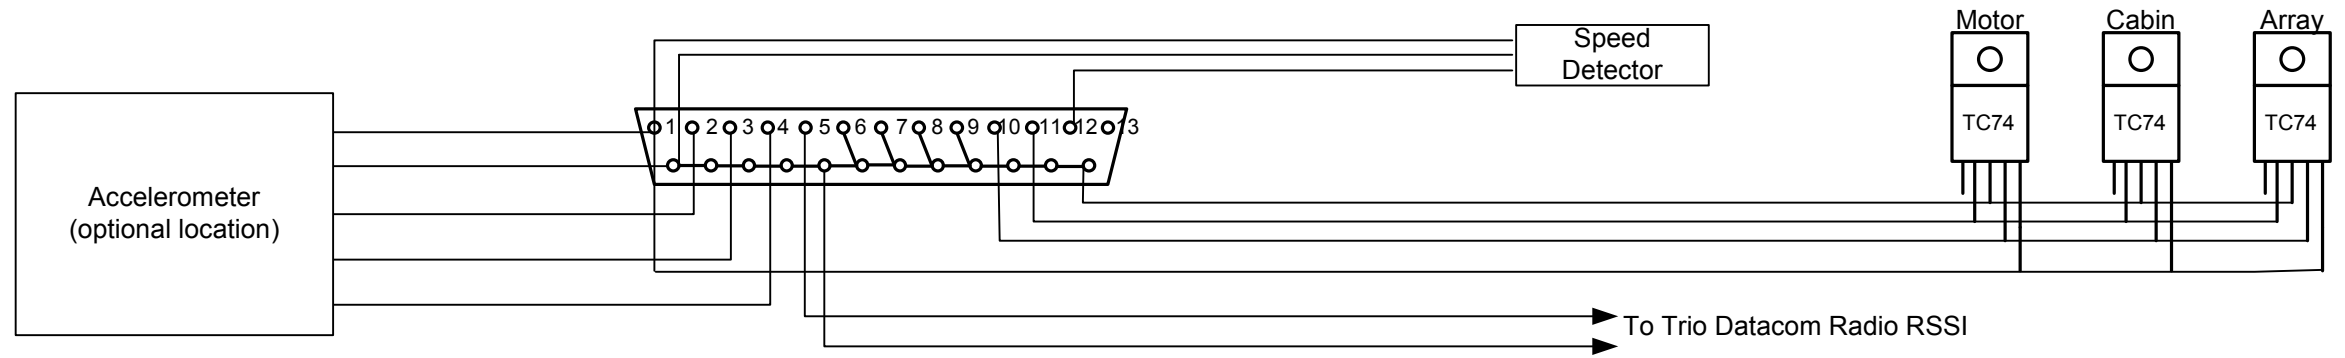 Motor
Cabin
Array
Speed
Detector
TC74
TC74
TC74
1
2
3
4
5
6
7
8
9
10
11
12
13
Accelerometer
(optional location)
To Trio Datacom Radio RSSI